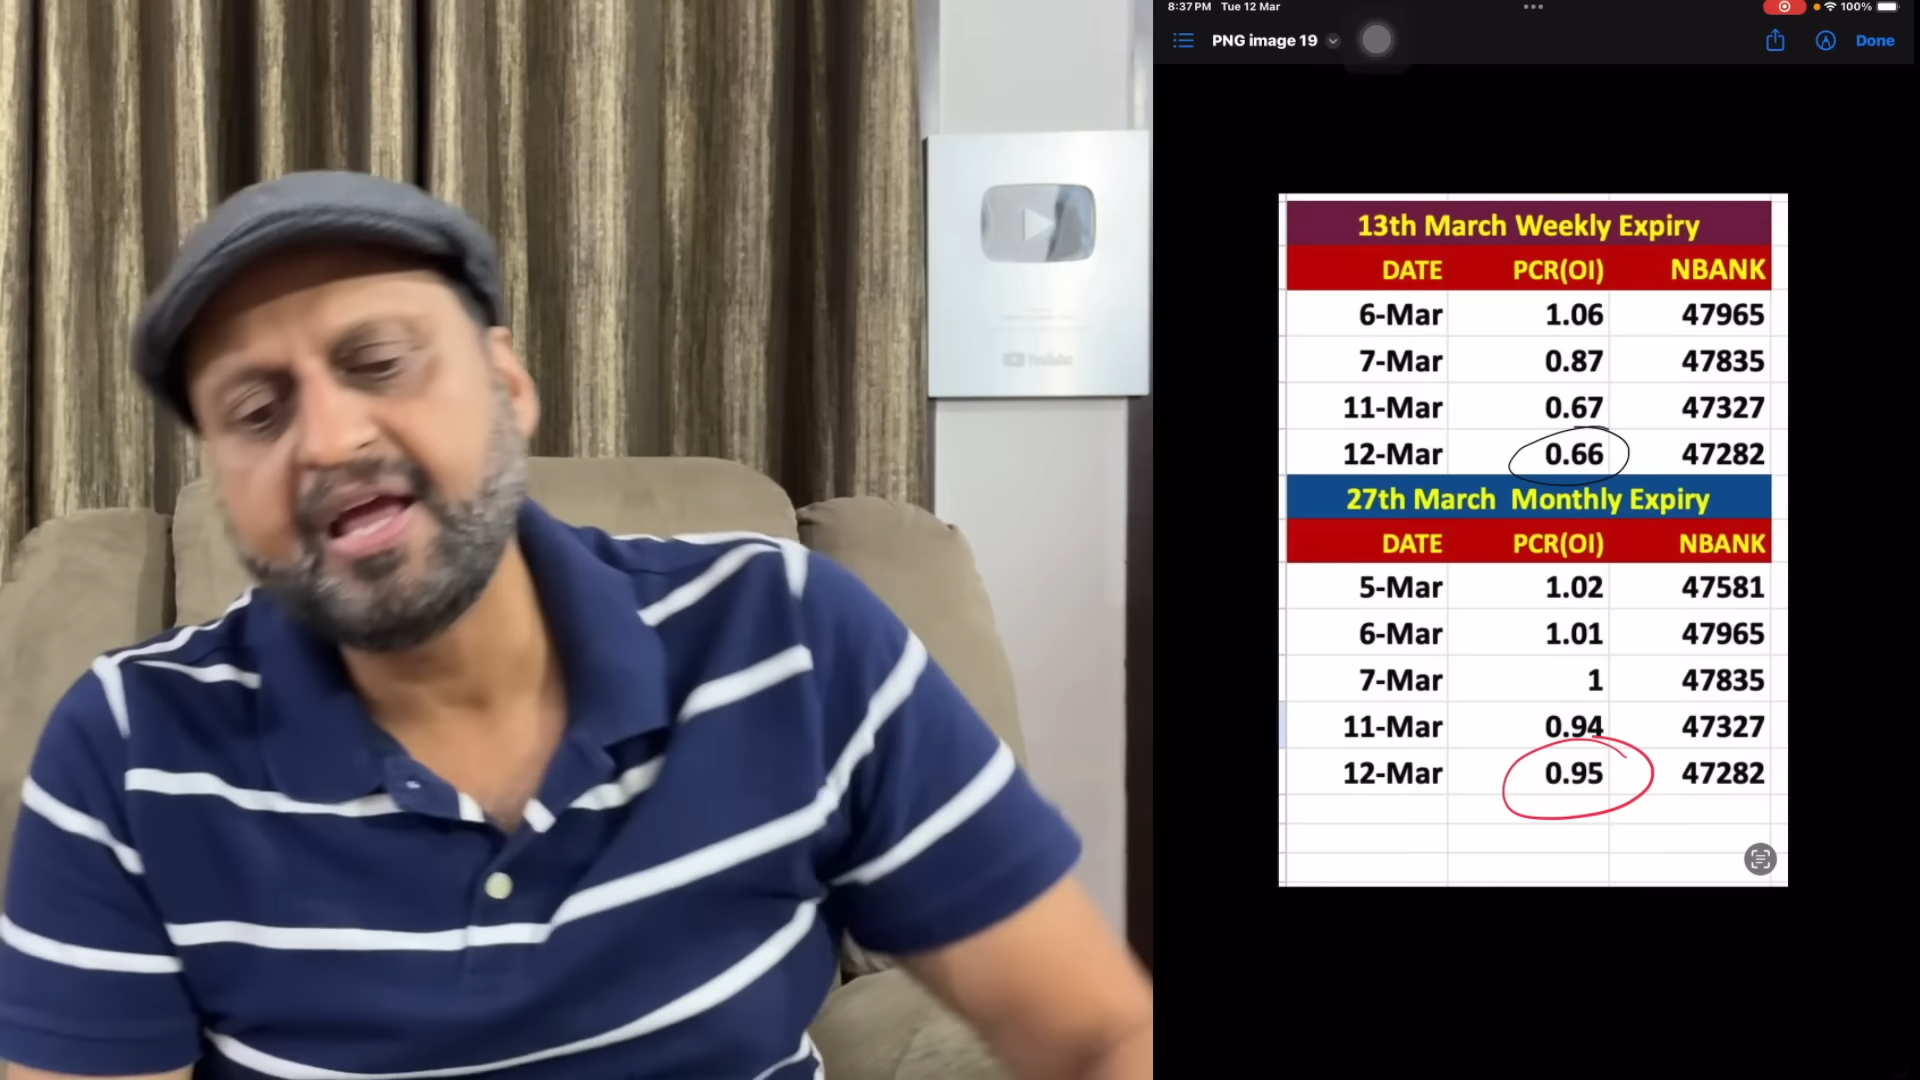 8:37 PM Tue 12 Mar
100%
PNG image 19
Done
13th March Weekly Expiry
DATE PCR(OI) NBANK
6-Mar 1.06 47965
7-Mar 0.87 47835
11-Mar 0.67 47327
12-Mar 0.66 47282
27th March Monthly Expiry
DATE PCR(OI) NBANK
5-Mar 1.02 47581
6-Mar 1.01 47965
7-Mar 1 47835
11-Mar 0.94 47327
12-Mar 0.95 47282
YouTube